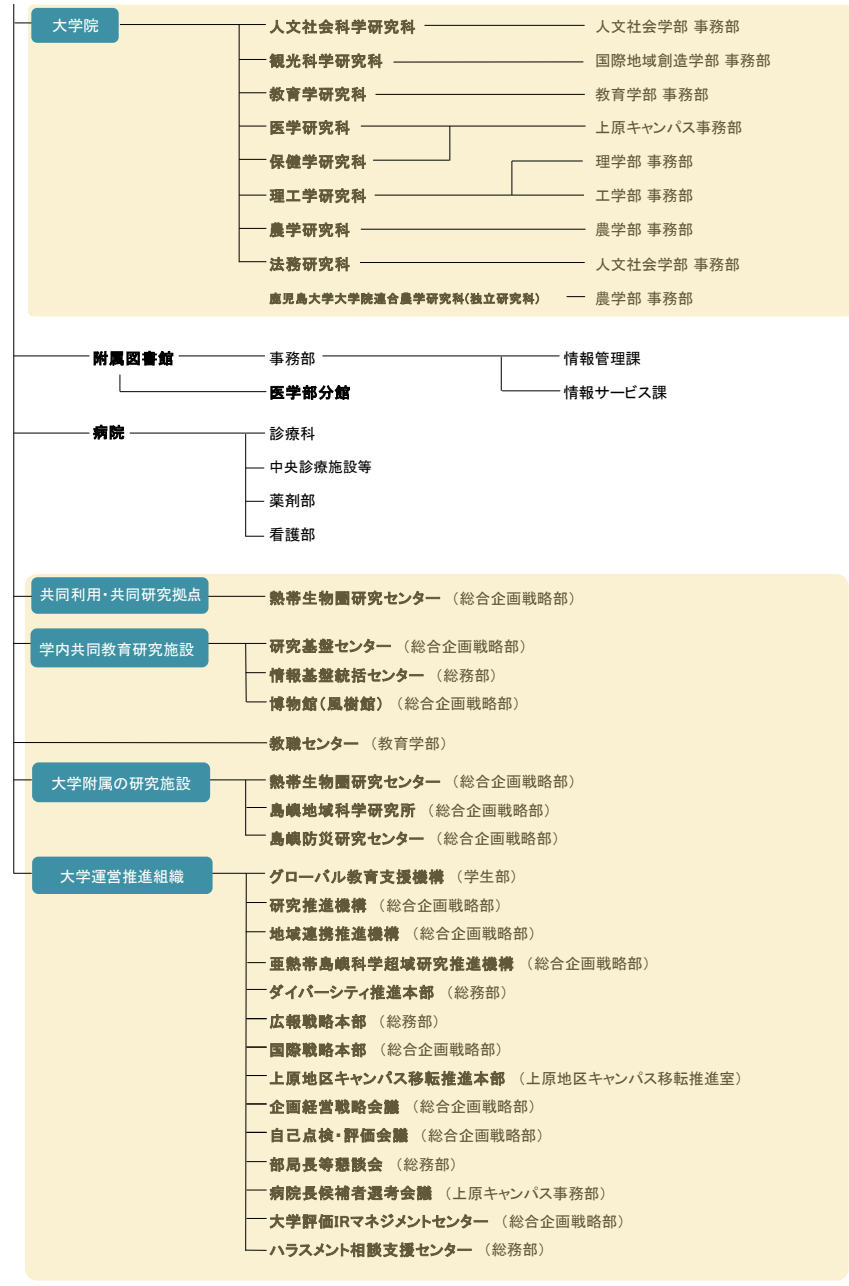 大学院
人文社会科学研究科 人文社会学部 事務部
観光科学研究科 国際地域創造学部 事務部
教育学研究科 教育学部 事務部
医学研究科 上原キャンパス事務部
保健学研究科 理学部 事務部
理工学研究科 工学部 事務部
農学研究科 農学部 事務部
法務研究科 人文社会学部 事務部
鹿児島大学大学院連合農学研究科(独立研究科) 農学部 事務部
附属図書館 事務部 情報管理課
医学部分館 情報サービス課
病院 診療科
中央診療施設等
薬剤部
看護部
共同利用・共同研究拠点 熱帯生物圏研究センター (総合企画戦略部)
学内共同教育研究施設 研究基盤センター (総合企画戦略部)
情報基盤統括センター (総務部)
博物館(風樹館) (総合企画戦略部)
教職センター (教育学部)
大学附属の研究施設 熱帯生物圏研究センター (総合企画戦略部)
島嶼地域科学研究所 (総合企画戦略部)
島嶼防災研究センター (総合企画戦略部)
大学運営推進組織 グローバル教育支援機構 (学生部)
研究推進機構 (総合企画戦略部)
地域連携推進機構 (総合企画戦略部)
亜熱帯島嶼科学超域研究推進機構 (総合企画戦略部)
ダイバーシティ推進本部 (総務部)
広報戦略本部 (総務部)
国際戦略本部 (総合企画戦略部)
上原地区キャンパス移転推進本部 (上原地区キャンパス移転推進室)
企画経営戦略会議 (総合企画戦略部)
自己点検・評価会議 (総合企画戦略部)
部局長等懇談会 (総務部)
病院長候補者選考会議 (上原キャンパス事務部)
大学評価IRマネジメントセンター (総合企画戦略部)
ハラスメント相談支援センター (総務部)